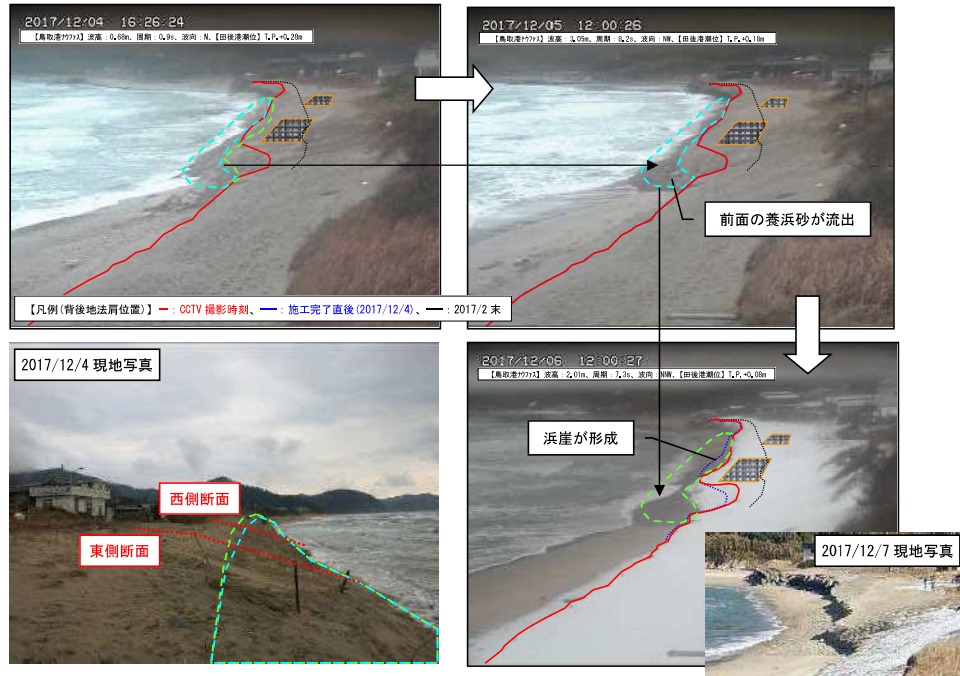 2017/12/04 16:26:24
【鳥取港ナウファス】波高：0.68m、周期：0.9s、波向：N、【田後港潮位】T.P.+0.28m
2017/12/05 12:00:26
【鳥取港ナウファス】波高：3.05m、周期：8.2s、波向：NW、【田後港潮位】T.P.+0.18m
前面の養浜砂が流出
【凡例(背後地法肩位置)】 ー：CCTV 撮影時刻、ー：施工完了直後(2017/12/4)、ー：2017/2 末
2017/12/4 現地写真
西側断面
東側断面
2017/12/06 12:00:27
【鳥取港ナウファス】波高：2.01m、周期：7.3s、波向：NNW、【田後港潮位】T.P.+0.08m
浜崖が形成
2017/12/7 現地写真